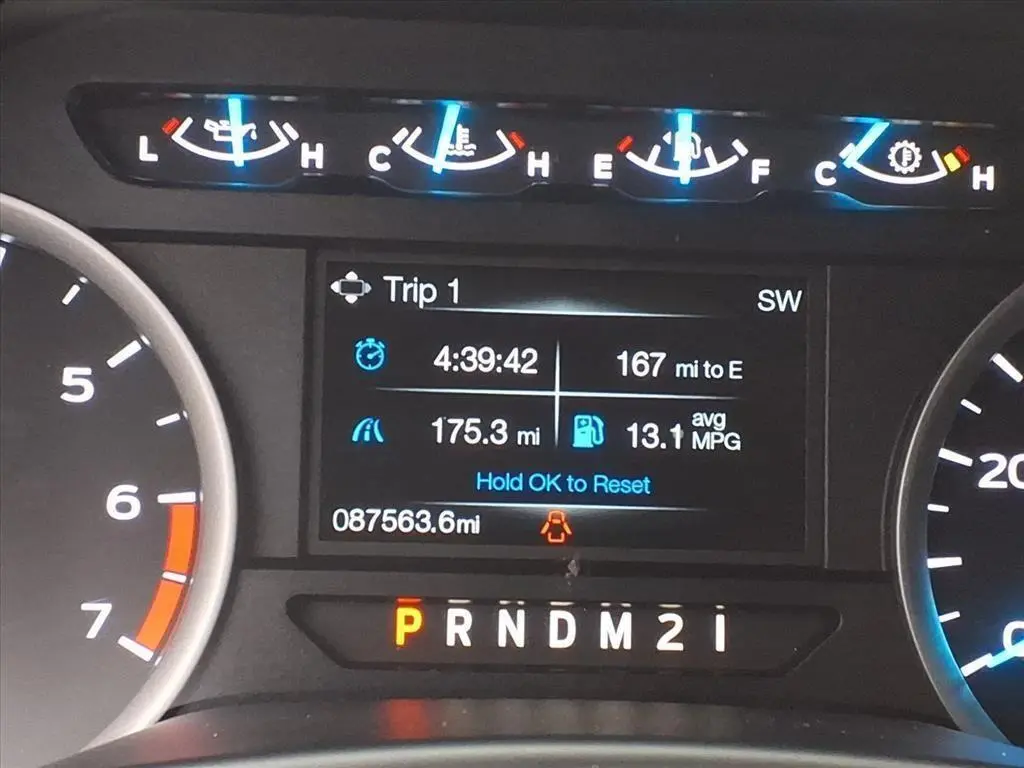 L H C H E F C H
Trip 1
SW
4:39:42
167 mi to E
175.3 mi
13.1 avg MPG
Hold OK to Reset
087563.6mi
P R N D M 2 1
5
6
7
20
0